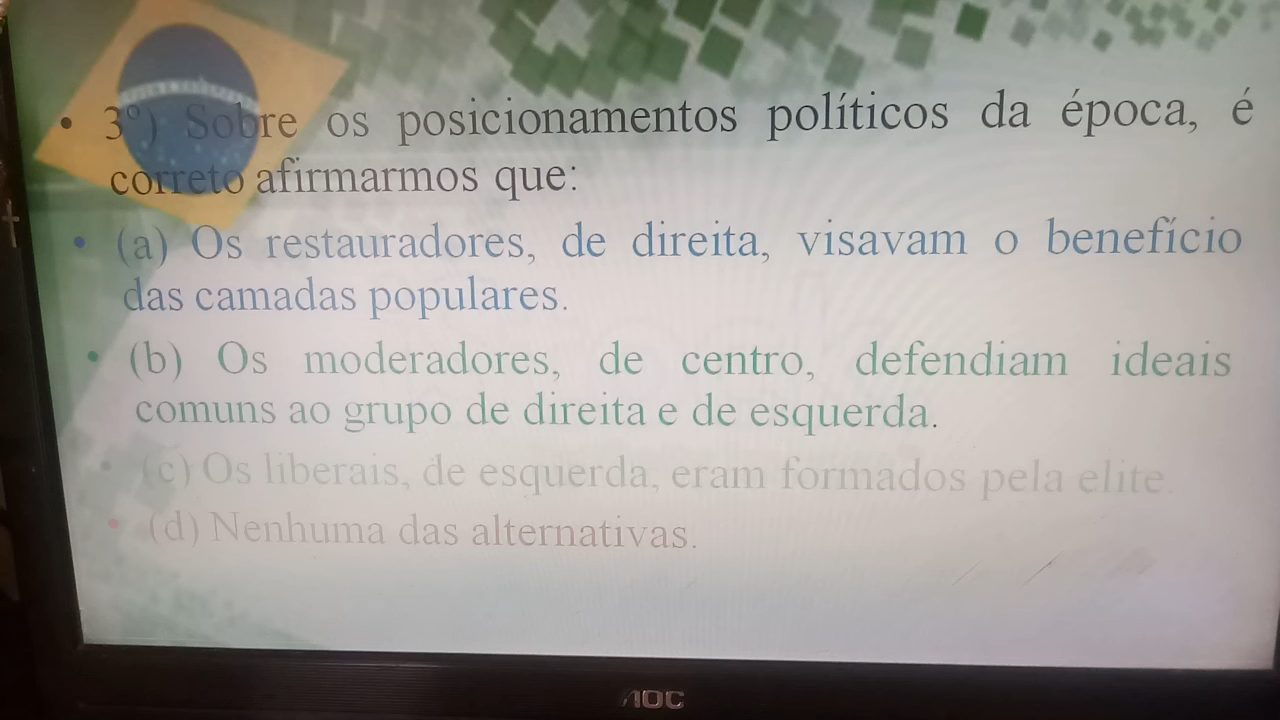 • 3º) Sobre os posicionamentos políticos da época, é
correto afirmarmos que:
• (a) Os restauradores, de direita, visavam o benefício
das camadas populares.
• (b) Os moderadores, de centro, defendiam ideais
comuns ao grupo de direita e de esquerda.
• (c) Os liberais, de esquerda, eram formados pela elite.
• (d) Nenhuma das alternativas.
AOC